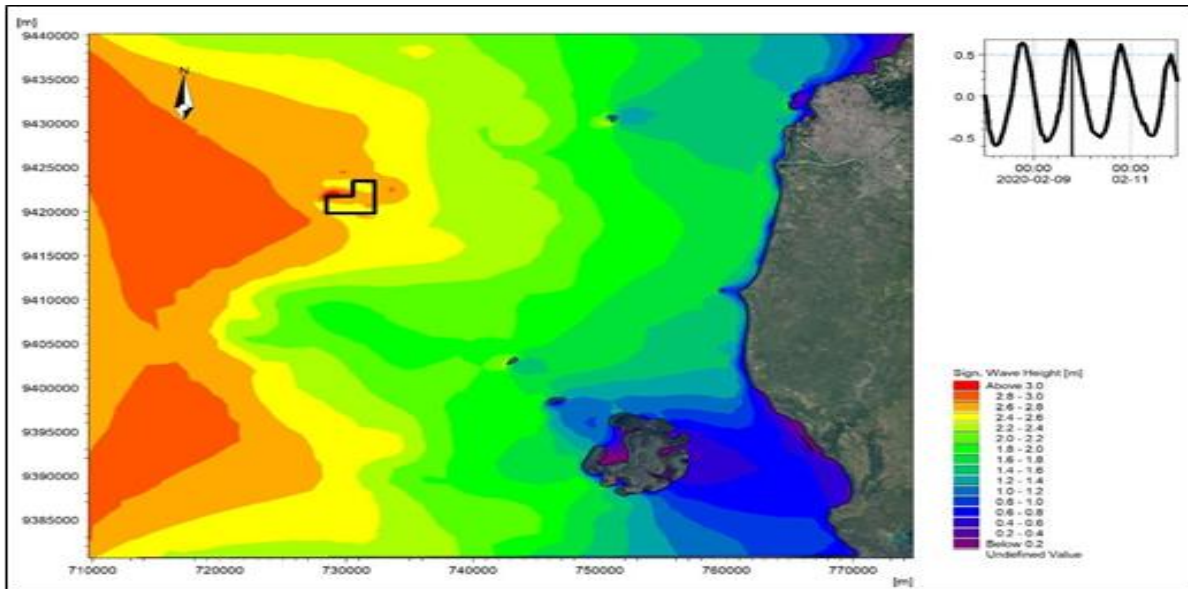 [m]
9440000
9435000
9430000
9425000
9420000
9415000
9410000
9405000
9400000
9395000
9390000
9385000
710000 720000 730000 740000 750000 760000 770000
[m]
N
0.5
0.0
-0.5
00:00 00:00
2020-02-09 02-11
Sign. Wave Height [m]
Above 3.0
2.8 - 3.0
2.6 - 2.8
2.4 - 2.6
2.2 - 2.4
2.0 - 2.2
1.8 - 2.0
1.6 - 1.8
1.4 - 1.6
1.2 - 1.4
1.0 - 1.2
0.8 - 1.0
0.6 - 0.8
0.4 - 0.6
0.2 - 0.4
Below 0.2
Undefined Value